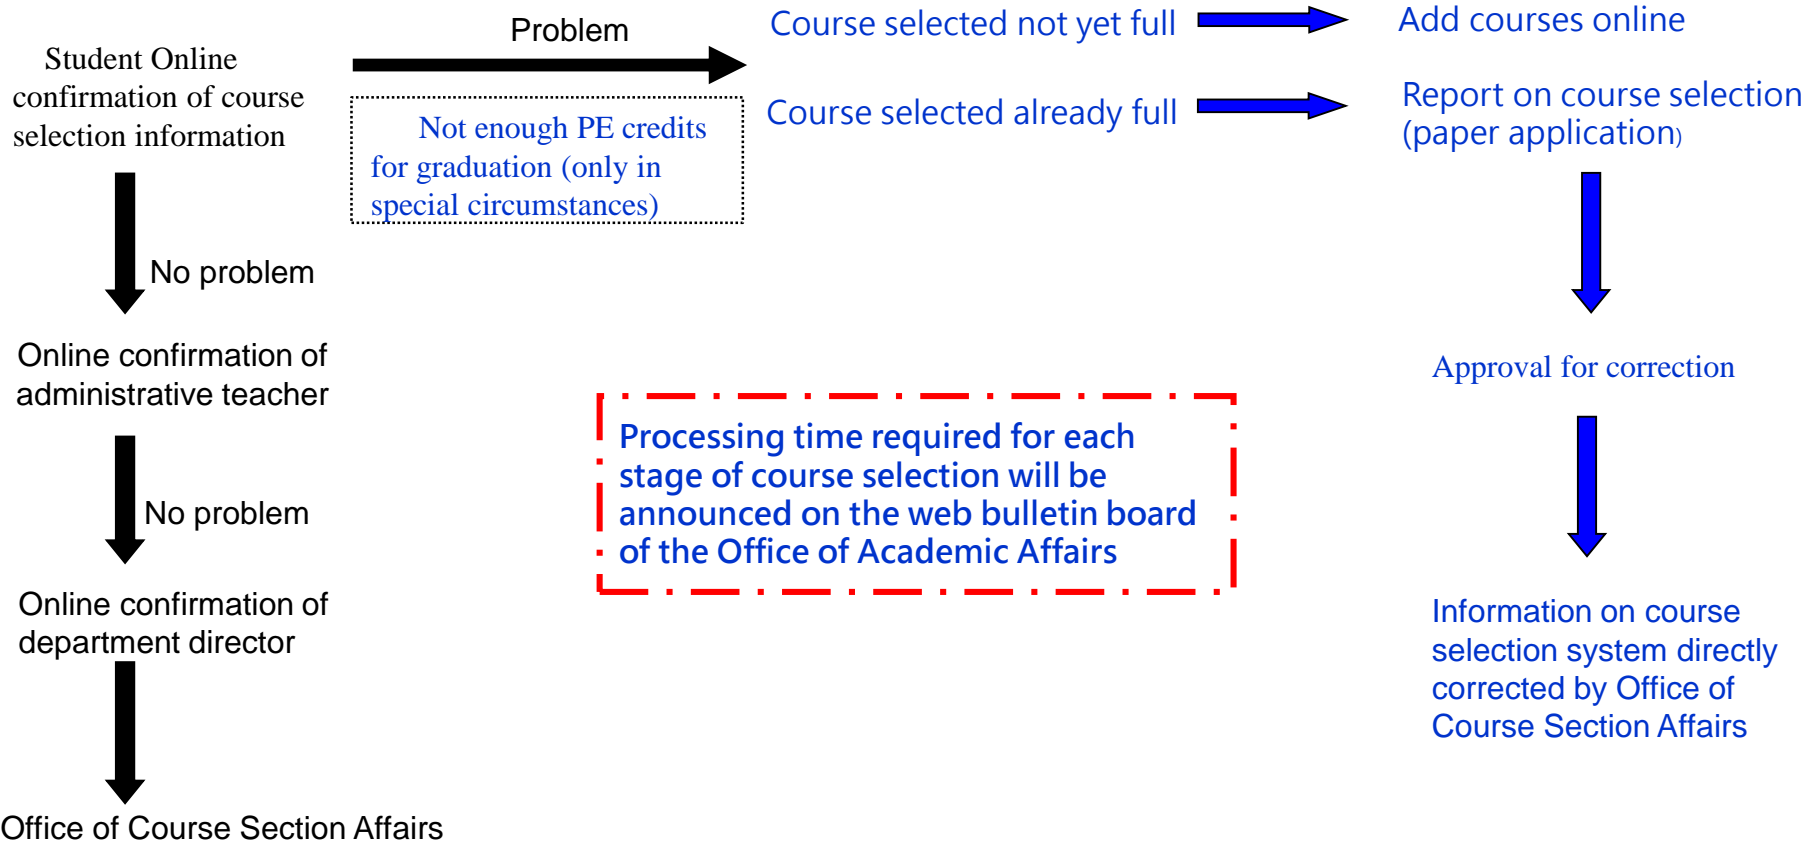 Student Online
confirmation of course
selection information
Problem
Not enough PE credits
for graduation (only in
special circumstances)
Course selected not yet full
Add courses online
Course selected already full
Report on course selection
(paper application)
No problem
Online confirmation of
administrative teacher
No problem
Online confirmation of
department director
Office of Course Section Affairs
Processing time required for each
stage of course selection will be
announced on the web bulletin board
of the Office of Academic Affairs
Approval for correction
Information on course
selection system directly
corrected by Office of
Course Section Affairs